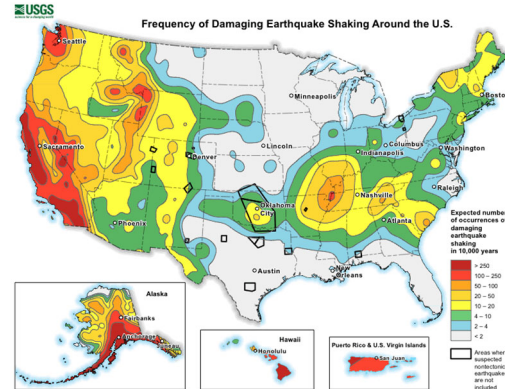 USGS
Frequency of Damaging Earthquake Shaking Around the U.S.
Seattle
Minneapolis
Boston
Sacramento
Denver
Lincoln
Columbus
Indianapolis
Washington
Oklahoma
City
Nashville
Raleigh
Phoenix
Atlanta
Austin
New
Orleans
Expected number
of occurrences of
damaging
earthquake
shaking
in 10,000 years
> 250
100 – 250
50 – 100
20 – 50
10 – 20
4 – 10
2 – 4
< 2
Areas where
suspected
nontectonic
earthquakes
are not
included
Alaska
Fairbanks
Anchorage
Juneau
Hawaii
Honolulu
Puerto Rico & U.S. Virgin Islands
San Juan